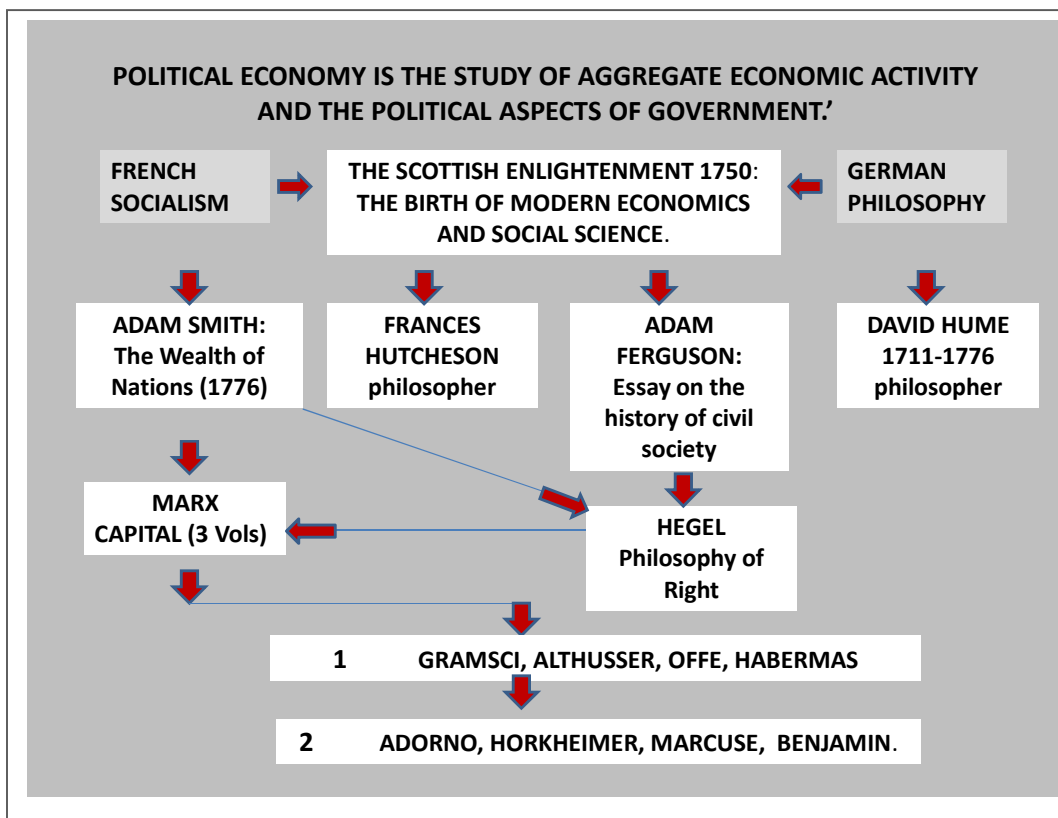 POLITICAL ECONOMY IS THE STUDY OF AGGREGATE ECONOMIC ACTIVITY
AND THE POLITICAL ASPECTS OF GOVERNMENT.’
FRENCH
SOCIALISM
THE SCOTTISH ENLIGHTENMENT 1750:
THE BIRTH OF MODERN ECONOMICS
AND SOCIAL SCIENCE.
GERMAN
PHILOSOPHY
ADAM SMITH:
The Wealth of
Nations (1776)
FRANCES
HUTCHESON
philosopher
ADAM
FERGUSON:
Essay on the
history of civil
society
DAVID HUME
1711-1776
philosopher
MARX
CAPITAL (3 Vols)
HEGEL
Philosophy of
Right
1 GRAMSCI, ALTHUSSER, OFFE, HABERMAS
2 ADORNO, HORKHEIMER, MARCUSE, BENJAMIN.